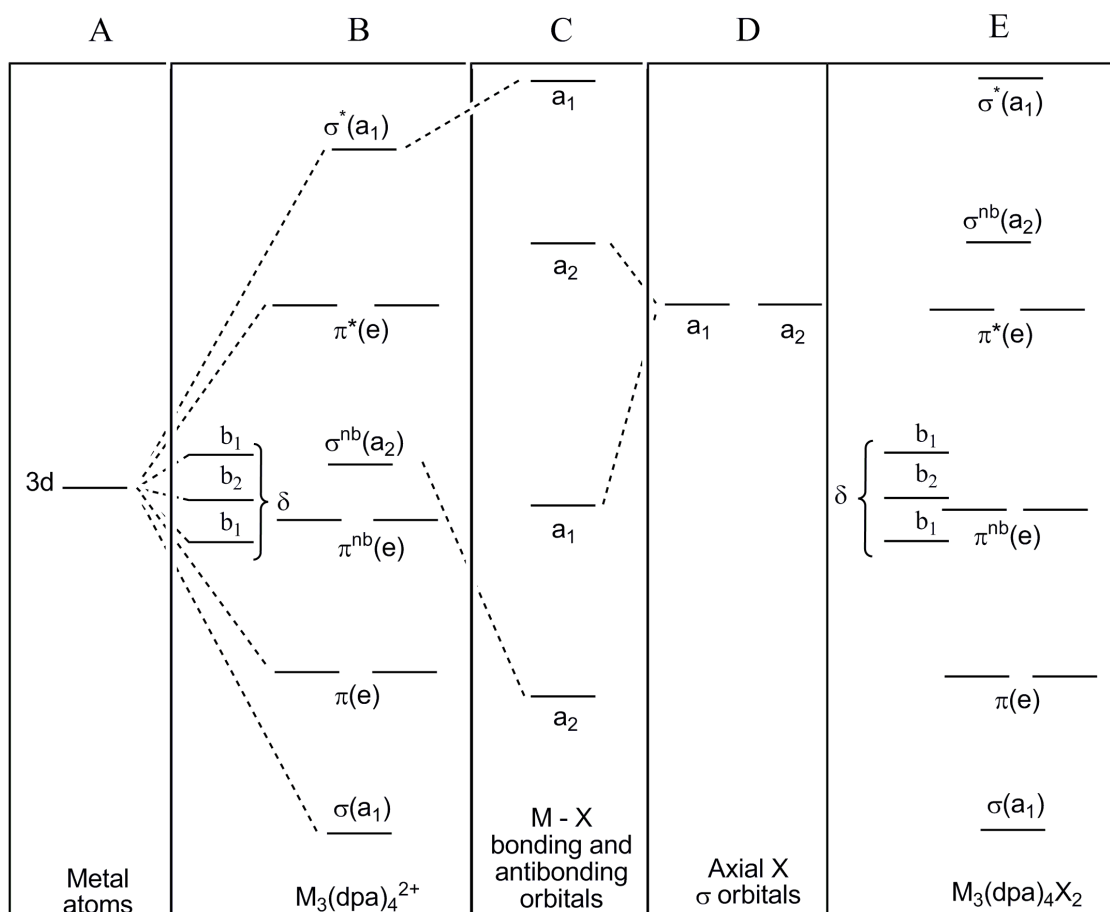 A B C D E
a₁
σ*(a₁)
σ*(a₁)
σⁿᵇ(a₂)
a₂
π*(e)
a₁ a₂
π*(e)
b₁
σⁿᵇ(a₂)
b₁
3d
b₂
δ
δ
b₂
b₁
a₁
b₁
πⁿᵇ(e)
πⁿᵇ(e)
π(e)
π(e)
a₂
σ(a₁)
σ(a₁)
Metal
atoms
M₃(dpa)₄²⁺
M - X
bonding and
antibonding
orbitals
Axial X
σ orbitals
M₃(dpa)₄X₂